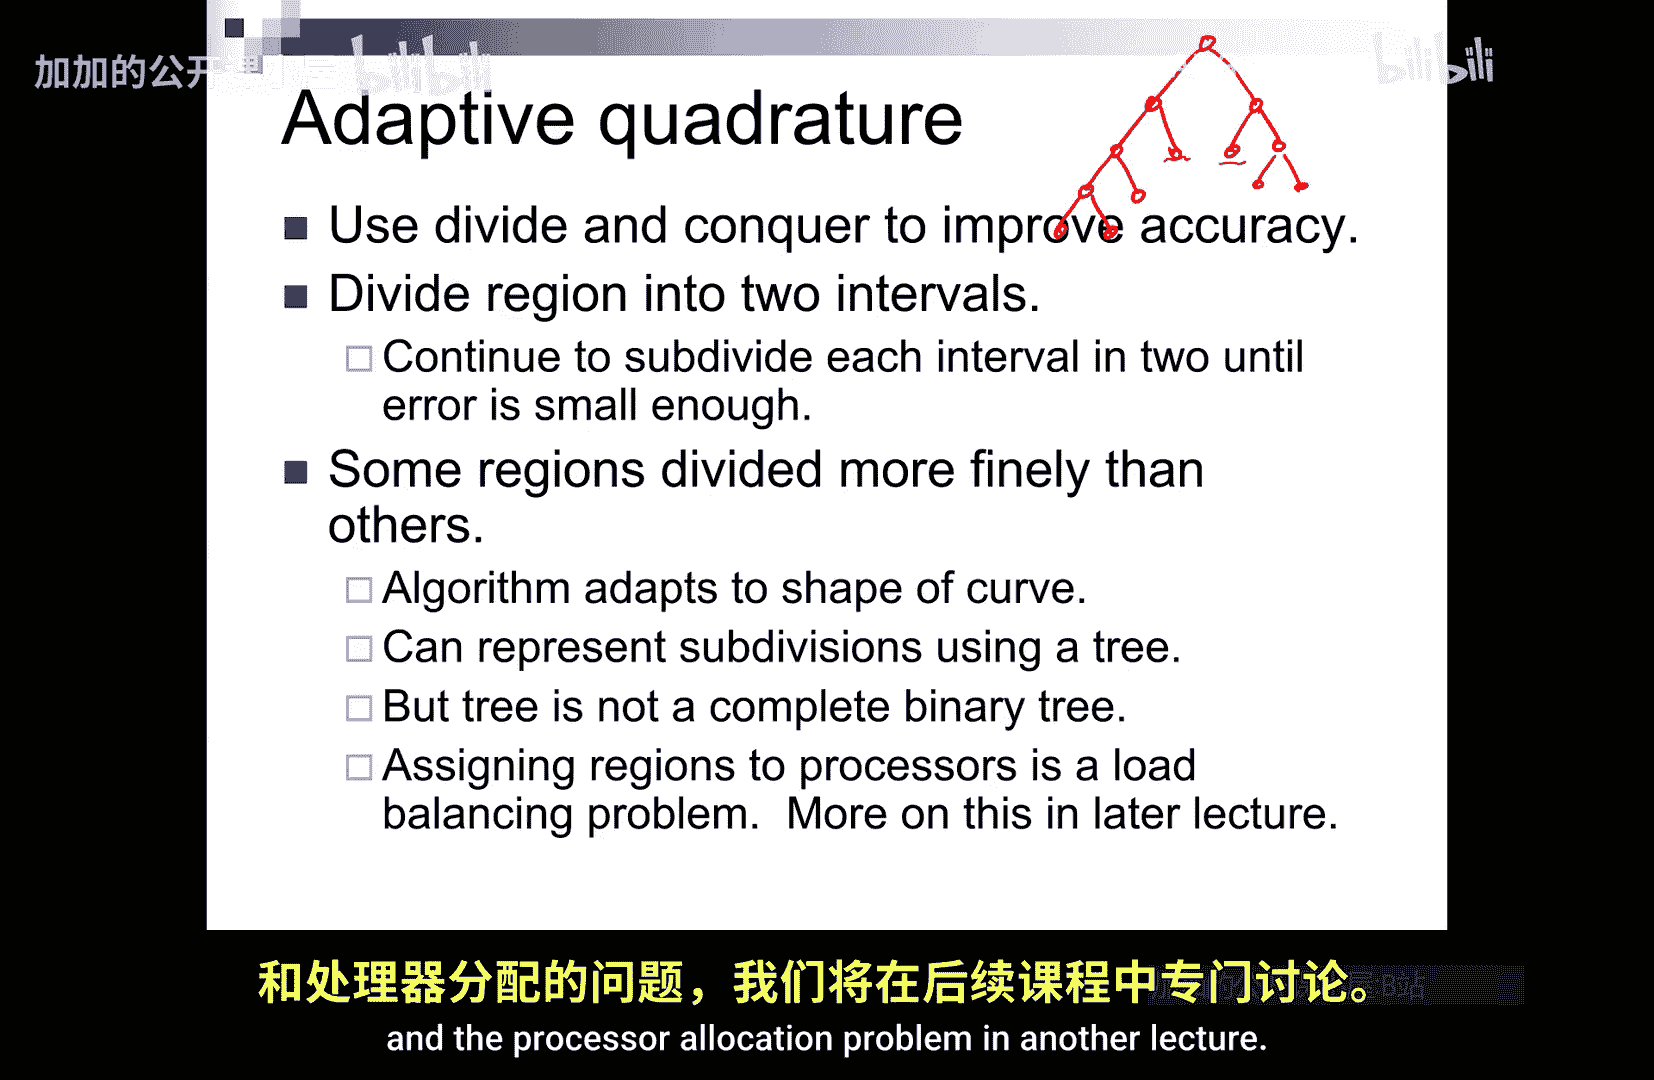 加加的公开
bilibili
bilibili
Adaptive quadrature
Use divide and conquer to improve accuracy.
Divide region into two intervals.
Continue to subdivide each interval in two until
error is small enough.
Some regions divided more finely than
others.
Algorithm adapts to shape of curve.
Can represent subdivisions using a tree.
But tree is not a complete binary tree.
Assigning regions to processors is a load
balancing problem. More on this in later lecture.
和处理器分配的问题，我们将在后续课程中专门讨论。
and the processor allocation problem in another lecture.